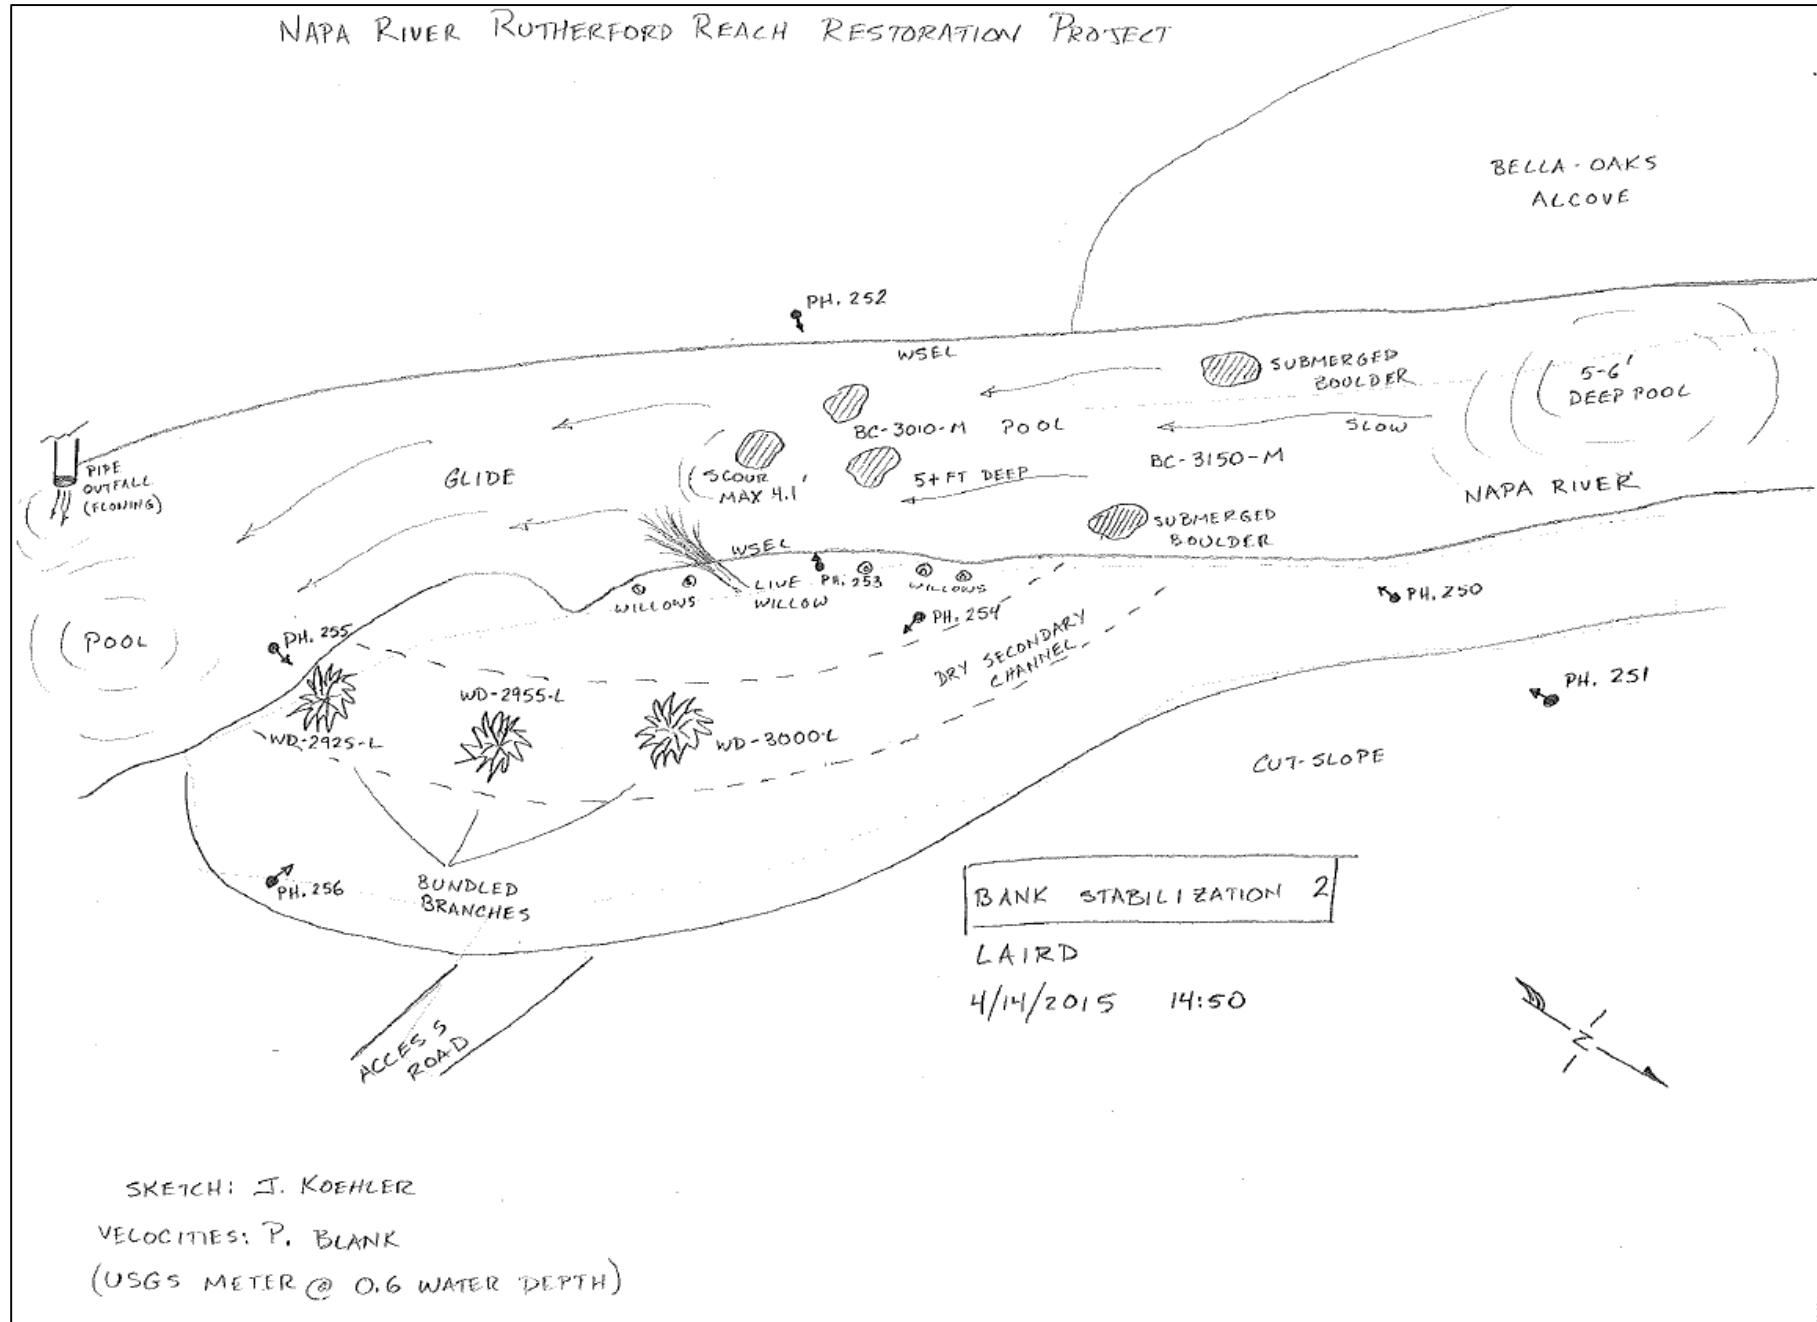 NAPA RIVER RUTHERFORD REACH RESTORATION PROJECT
BELLA-OAKS
ALCOVE
PH. 252
WSEL
SUBMERGED
BOULDER
5-6'
DEEP POOL
BC-3010-M POOL
SLOW
BC-3150-M
PIPE
OUTFALL
(FLOWING)
GLIDE
SCOUR
MAX 4.1'
5+ FT DEEP
NAPA RIVER
SUBMERGED
BOULDER
WSEL
WILLOWS
LIVE
WILLOW
PH. 253
WILLOWS
PH. 250
PH. 254
POOL
PH. 255
DRY SECONDARY
CHANNEL
PH. 251
WD-2955-L
WD-2925-L
WD-3000-L
CUT-SLOPE
PH. 256
BUNDLED
BRANCHES
BANK STABILIZATION 2
LAIRD
4/14/2015 14:50
ACCESS
ROAD
N
SKETCH: J. KOEHLER
VELOCITIES: P. BLANK
(USGS METER @ 0.6 WATER DEPTH)